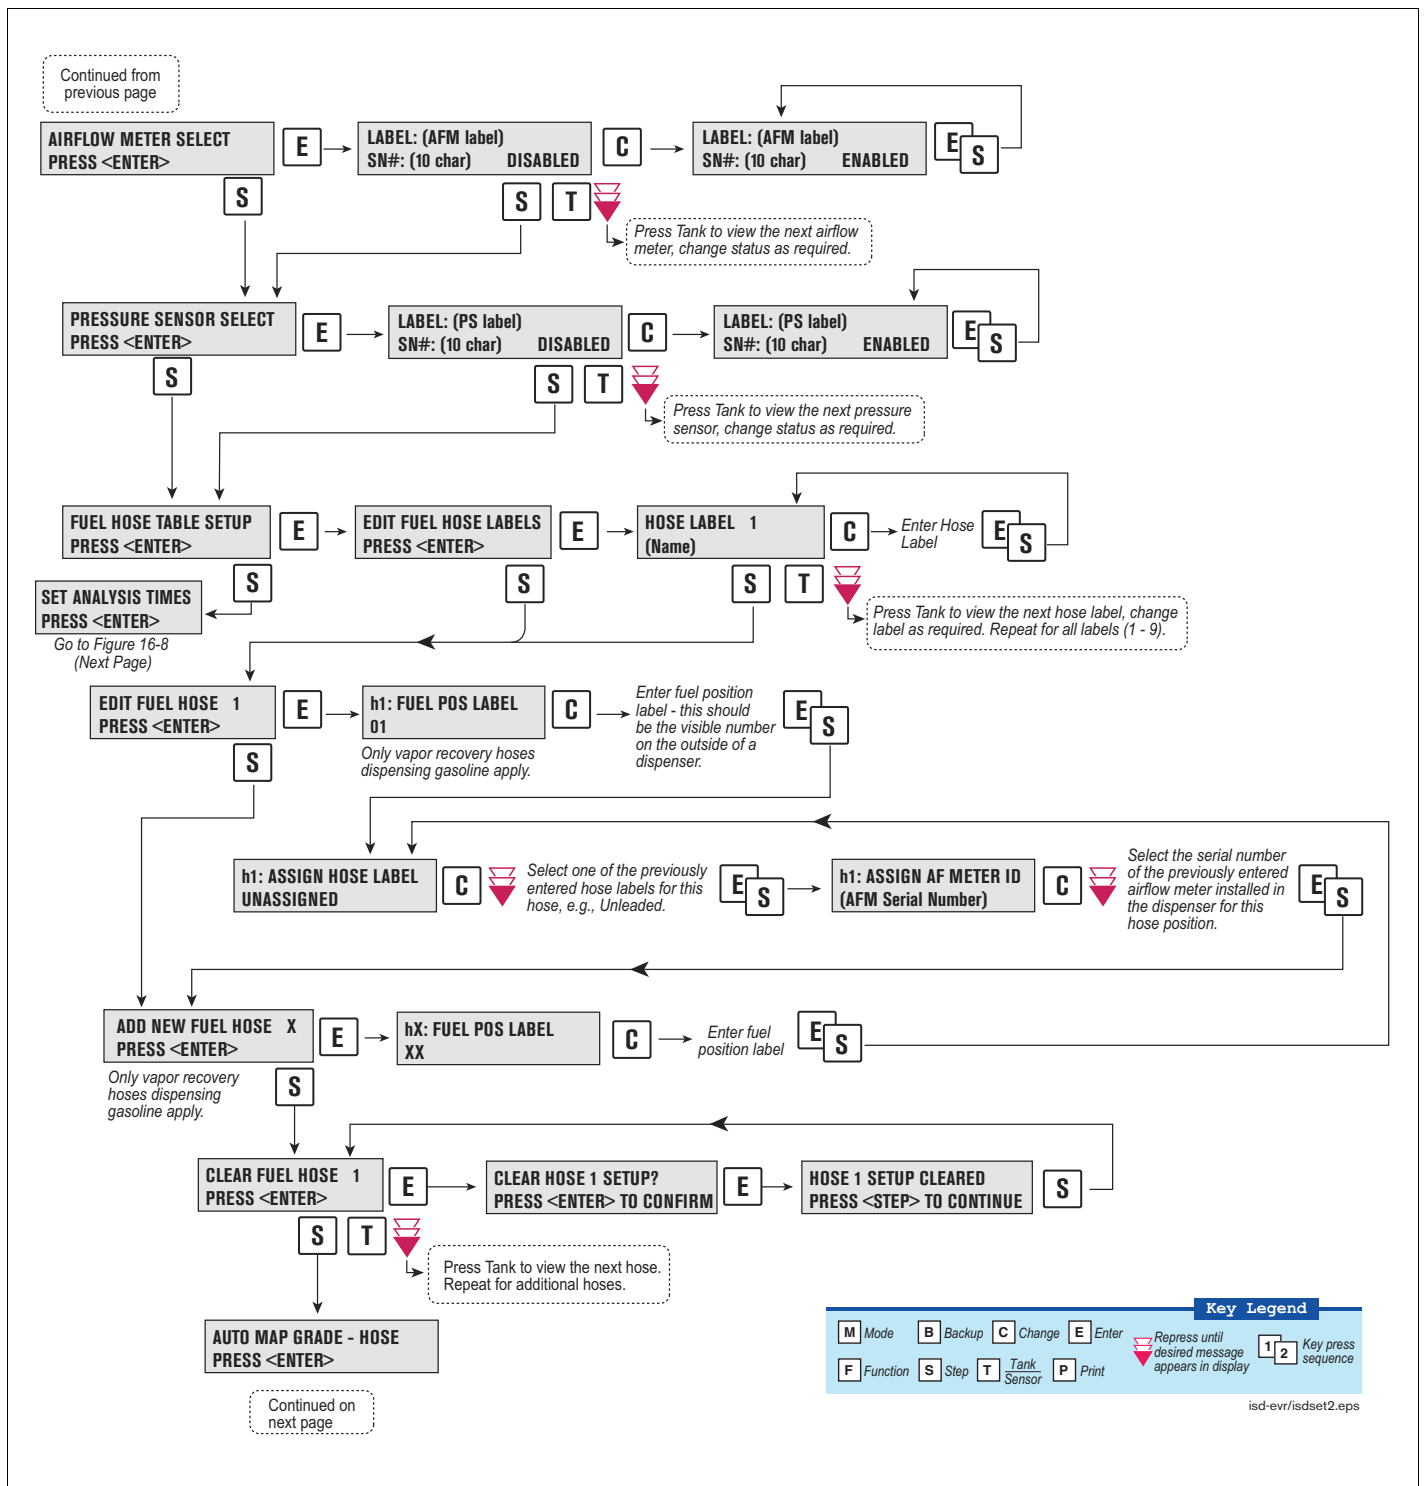 Continued from
previous page
AIRFLOW METER SELECT
PRESS <ENTER>
E
LABEL: (AFM label)
SN#: (10 char) DISABLED
C
LABEL: (AFM label)
SN#: (10 char) ENABLED
E
S
S
S
T
Press Tank to view the next airflow
meter, change status as required.
PRESSURE SENSOR SELECT
PRESS <ENTER>
E
LABEL: (PS label)
SN#: (10 char) DISABLED
C
LABEL: (PS label)
SN#: (10 char) ENABLED
E
S
S
S
T
Press Tank to view the next pressure
sensor, change status as required.
FUEL HOSE TABLE SETUP
PRESS <ENTER>
E
EDIT FUEL HOSE LABELS
PRESS <ENTER>
E
HOSE LABEL 1
(Name)
C
Enter Hose
Label
E
S
S
S
S
T
SET ANALYSIS TIMES
PRESS <ENTER>
Go to Figure 16-8
(Next Page)
Press Tank to view the next hose label, change
label as required. Repeat for all labels (1 - 9).
EDIT FUEL HOSE 1
PRESS <ENTER>
E
h1: FUEL POS LABEL
01
C
Enter fuel position
label - this should
be the visible number
on the outside of a
dispenser.
E
S
S
Only vapor recovery hoses
dispensing gasoline apply.
h1: ASSIGN HOSE LABEL
UNASSIGNED
C
Select one of the previously
entered hose labels for this
hose, e.g., Unleaded.
E
S
h1: ASSIGN AF METER ID
(AFM Serial Number)
C
Select the serial number
of the previously entered
airflow meter installed in
the dispenser for this
hose position.
E
S
ADD NEW FUEL HOSE X
PRESS <ENTER>
E
hX: FUEL POS LABEL
XX
C
Enter fuel
position label
E
S
Only vapor recovery
hoses dispensing
gasoline apply.
S
CLEAR FUEL HOSE 1
PRESS <ENTER>
E
CLEAR HOSE 1 SETUP?
PRESS <ENTER> TO CONFIRM
E
HOSE 1 SETUP CLEARED
PRESS <STEP> TO CONTINUE
S
S
T
Press Tank to view the next hose.
Repeat for additional hoses.
AUTO MAP GRADE - HOSE
PRESS <ENTER>
Continued on
next page
Key Legend
M Mode B Backup C Change E Enter
F Function S Step T Tank
Sensor
P Print
Repress until
desired message
appears in display
1
2
Key press
sequence
isd-evr/isdset2.eps